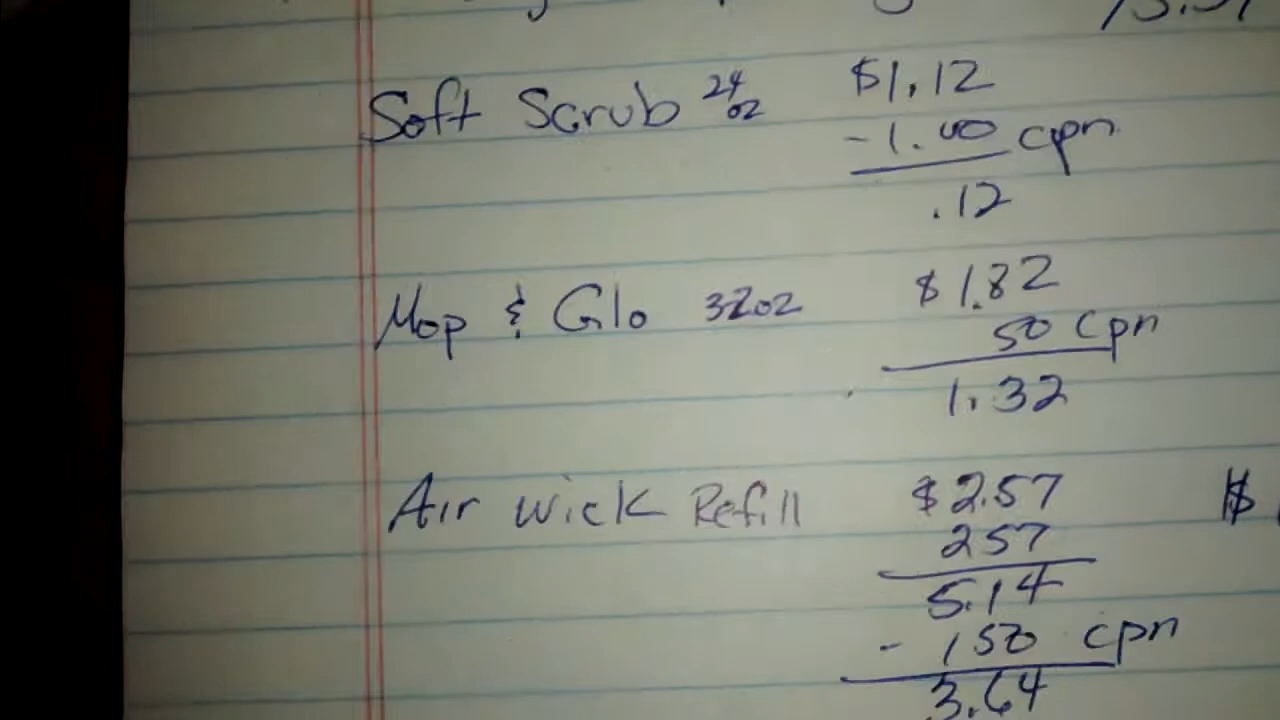 Soft Scrub 24 oz $1.12
-1.00 cpn
.12
Mop & Glo 32oz $1.82
50 cpn
1.32
Air Wick Refill $2.57 $
257
5.14
- 150 cpn
3.64